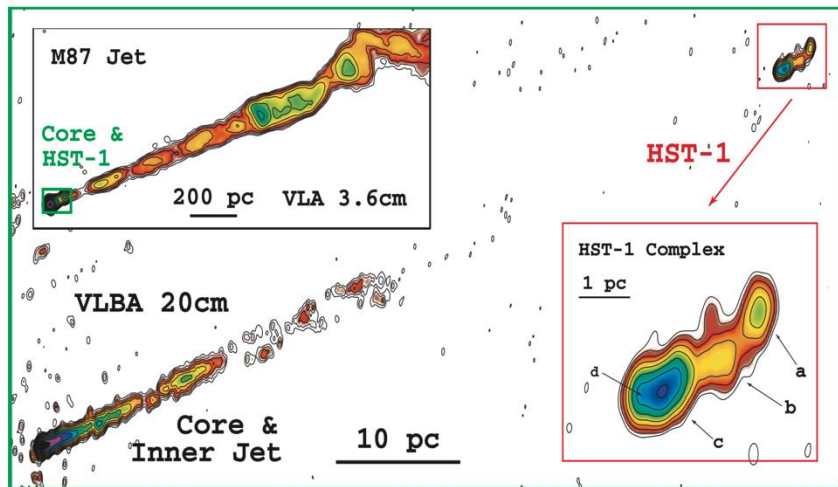 M87 Jet
Core &
HST-1
200 pc
VLA 3.6cm
HST-1
VLBA 20cm
HST-1 Complex
1 pc
a
d
b
c
Core &
Inner Jet
10 pc